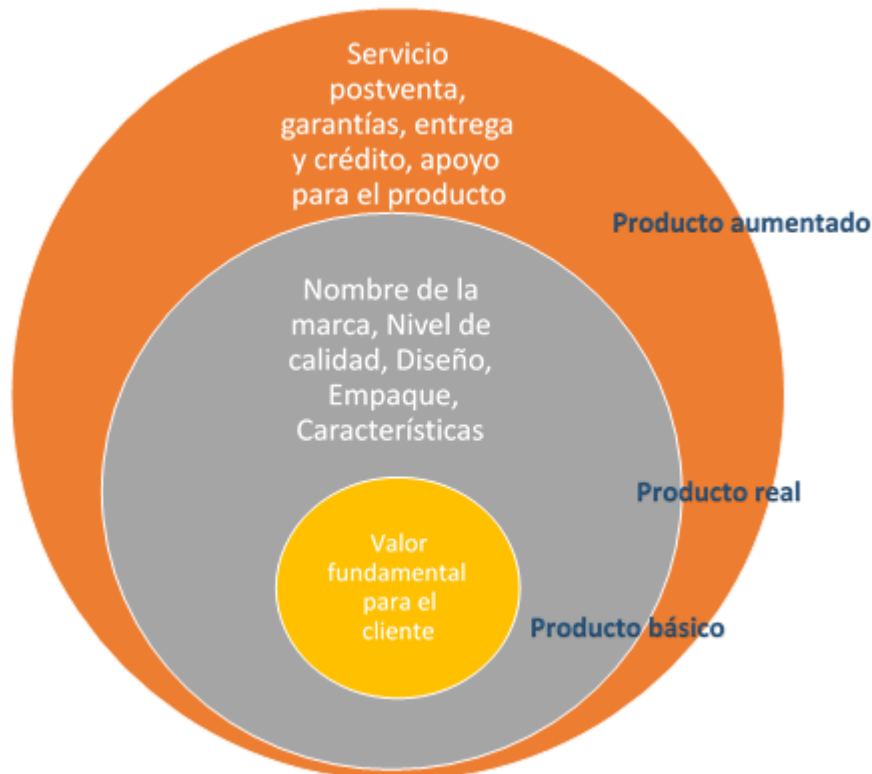 Servicio
postventa,
garantías, entrega
y crédito, apoyo
para el producto
Producto aumentado
Nombre de la
marca, Nivel de
calidad, Diseño,
Empaque,
Características
Producto real
Valor
fundamental
para el
cliente
Producto básico